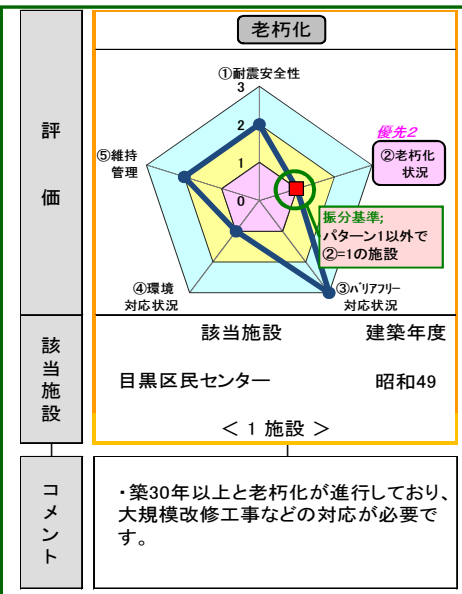 老朽化
評
価
①耐震安全性
3
2
1
0
優先2
②老朽化
状況
⑤維持
管理
振分基準;
パターン1以外で
②=1の施設
④環境
対応状況
③バリアフリー
対応状況
該当施設
該当施設 建築年度
目黒区民センター 昭和49
＜ 1 施設 ＞
コメント
・築30年以上と老朽化が進行しており、
大規模改修工事などの対応が必要で
す。